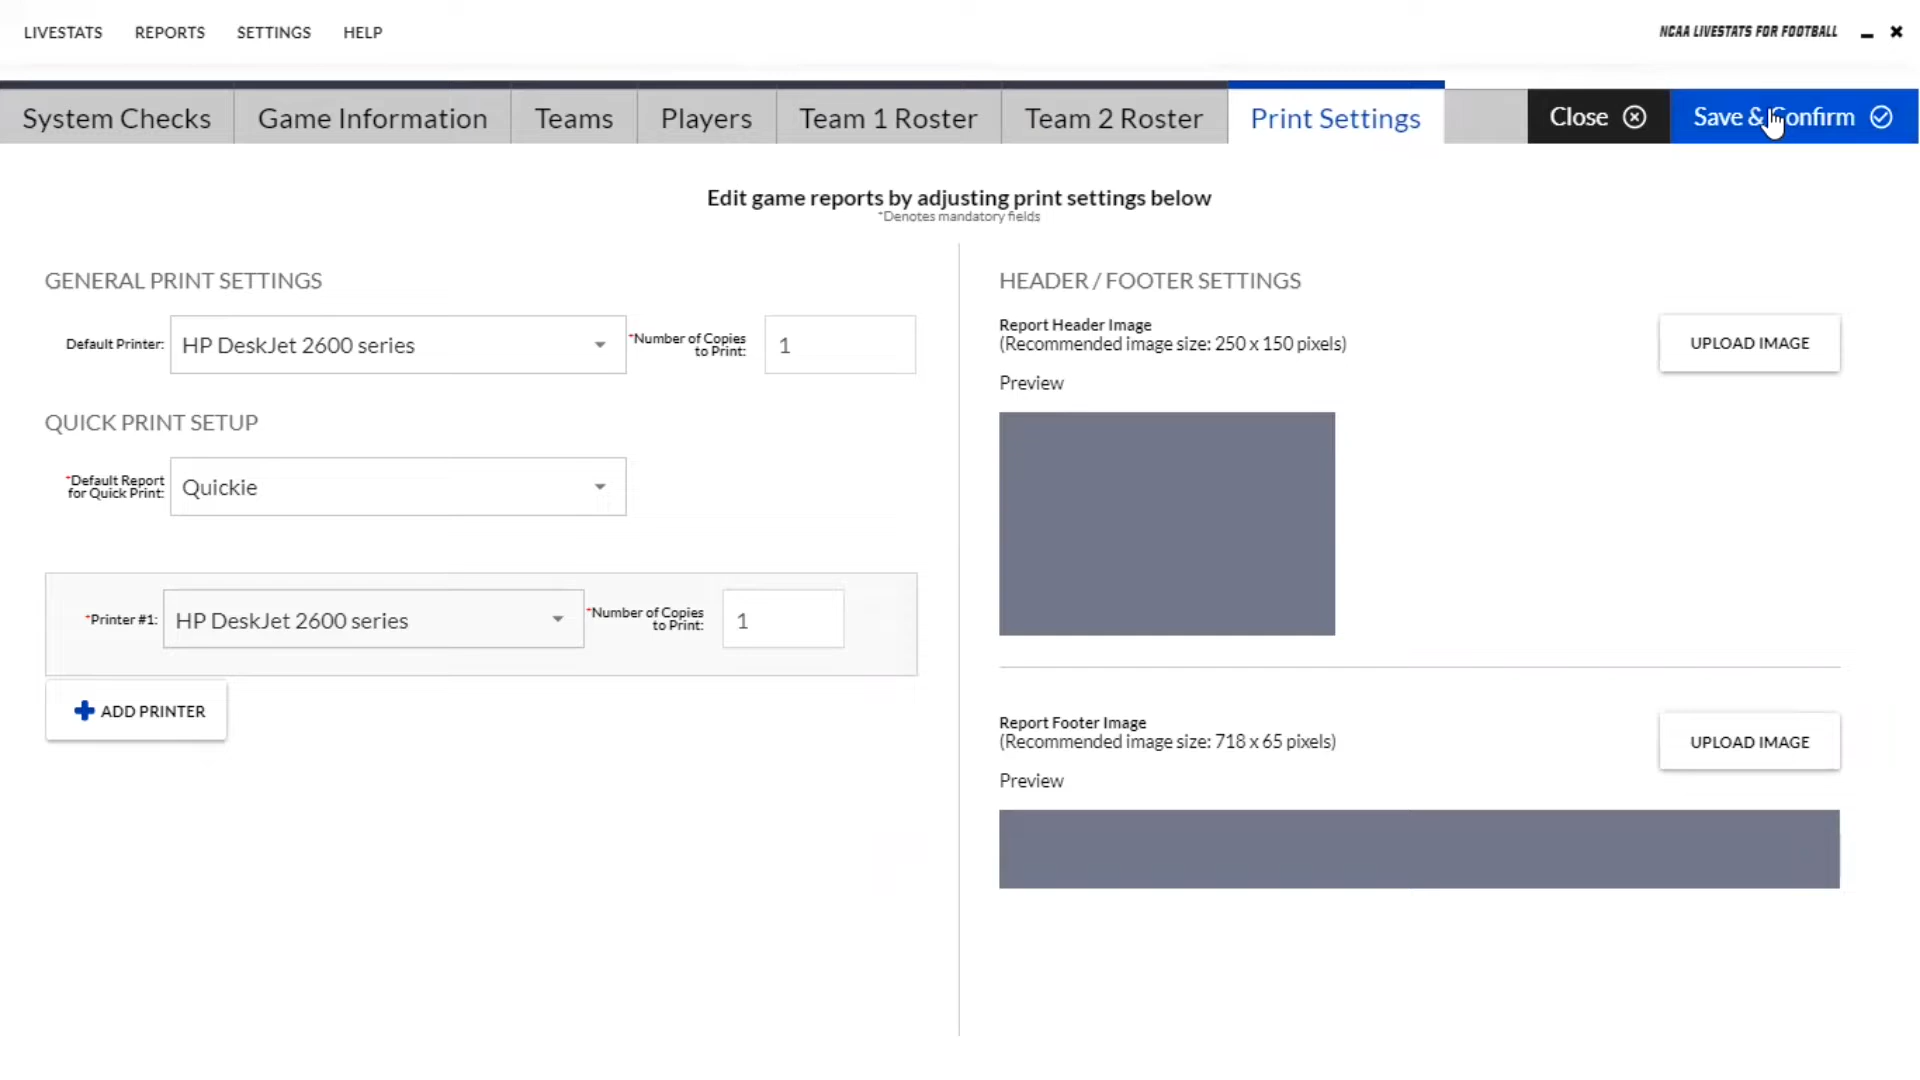 LIVESTATS REPORTS SETTINGS HELP NCAA LIVESTATS FOR FOOTBALL
System Checks Game Information Teams Players Team 1 Roster Team 2 Roster Print Settings Close Save & Confirm
Edit game reports by adjusting print settings below
*Denotes mandatory fields
GENERAL PRINT SETTINGS
Default Printer: HP DeskJet 2600 series *Number of Copies
to Print: 1
QUICK PRINT SETUP
*Default Report
for Quick Print: Quickie
*Printer #1: HP DeskJet 2600 series *Number of Copies
to Print: 1
ADD PRINTER
HEADER / FOOTER SETTINGS
Report Header Image
(Recommended image size: 250 x 150 pixels)
UPLOAD IMAGE
Preview
Report Footer Image
(Recommended image size: 718 x 65 pixels)
UPLOAD IMAGE
Preview